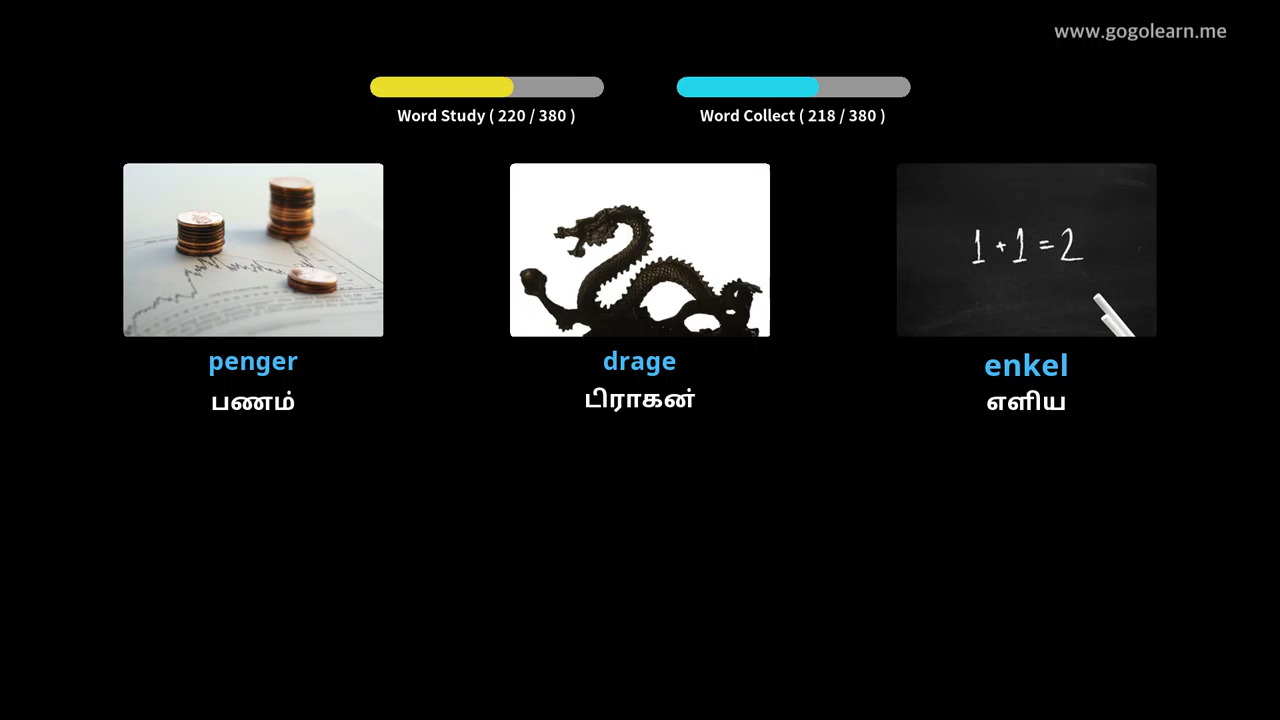 www.gogolearn.me
Word Study ( 220 / 380 )
Word Collect ( 218 / 380 )
1 + 1 = 2
penger
drage
enkel
பணம்
பிராகன்
எளிய